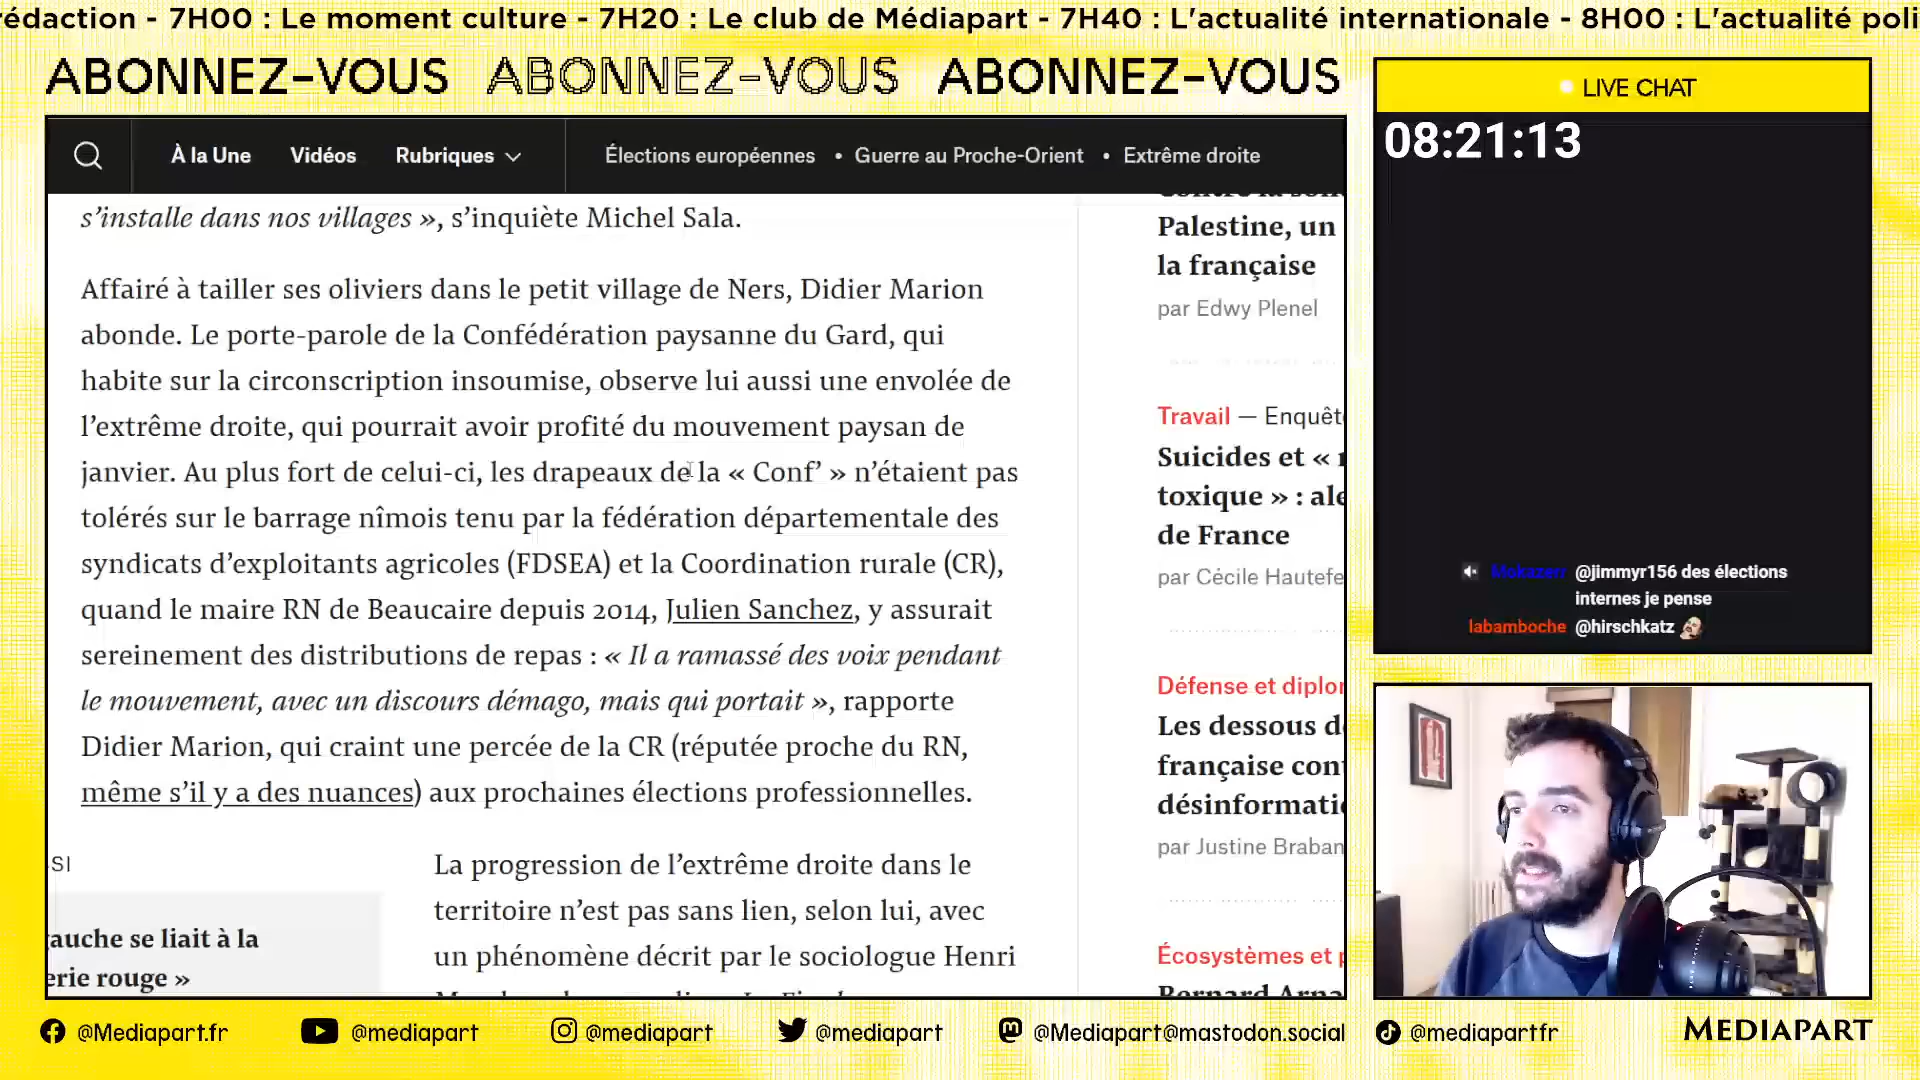 édaction - 7H00 : Le moment culture - 7H20 : Le club de Médiapart - 7H40 : L'actualité internationale - 8H00 : L'actualité poli
ABONNEZ-VOUS ABONNEZ-VOUS ABONNEZ-VOUS
À la Une Vidéos Rubriques Élections européennes • Guerre au Proche-Orient • Extrême droite
s’installe dans nos villages », s’inquiète Michel Sala.
Affairé à tailler ses oliviers dans le petit village de Ners, Didier Marion
abonde. Le porte-parole de la Confédération paysanne du Gard, qui
habite sur la circonscription insoumise, observe lui aussi une envolée de
l’extrême droite, qui pourrait avoir profité du mouvement paysan de
janvier. Au plus fort de celui-ci, les drapeaux de la « Conf’ » n’étaient pas
tolérés sur le barrage nîmois tenu par la fédération départementale des
syndicats d’exploitants agricoles (FDSEA) et la Coordination rurale (CR),
quand le maire RN de Beaucaire depuis 2014, Julien Sanchez, y assurait
sereinement des distributions de repas : « Il a ramassé des voix pendant
le mouvement, avec un discours démago, mais qui portait », rapporte
Didier Marion, qui craint une percée de la CR (réputée proche du RN,
même s’il y a des nuances) aux prochaines élections professionnelles.
SI
auche se liait à la
erie rouge »
La progression de l’extrême droite dans le
territoire n’est pas sans lien, selon lui, avec
un phénomène décrit par le sociologue Henri
Palestine, un
la française
par Edwy Plenel
Travail — Enquêt
Suicides et «
toxique » : ale
de France
par Cécile Hautefe
Défense et diplo
Les dessous d
française con
désinformati
par Justine Braban
Écosystèmes et
Bernard Arna
LIVE CHAT
08:21:13
Mokazerr @jimmyr156 des élections
internes je pense
labamboche @hirschkatz
@Mediapart.fr @mediapart @mediapart @mediapart @Mediapart@mastodon.social @mediapartfr MEDIAPART